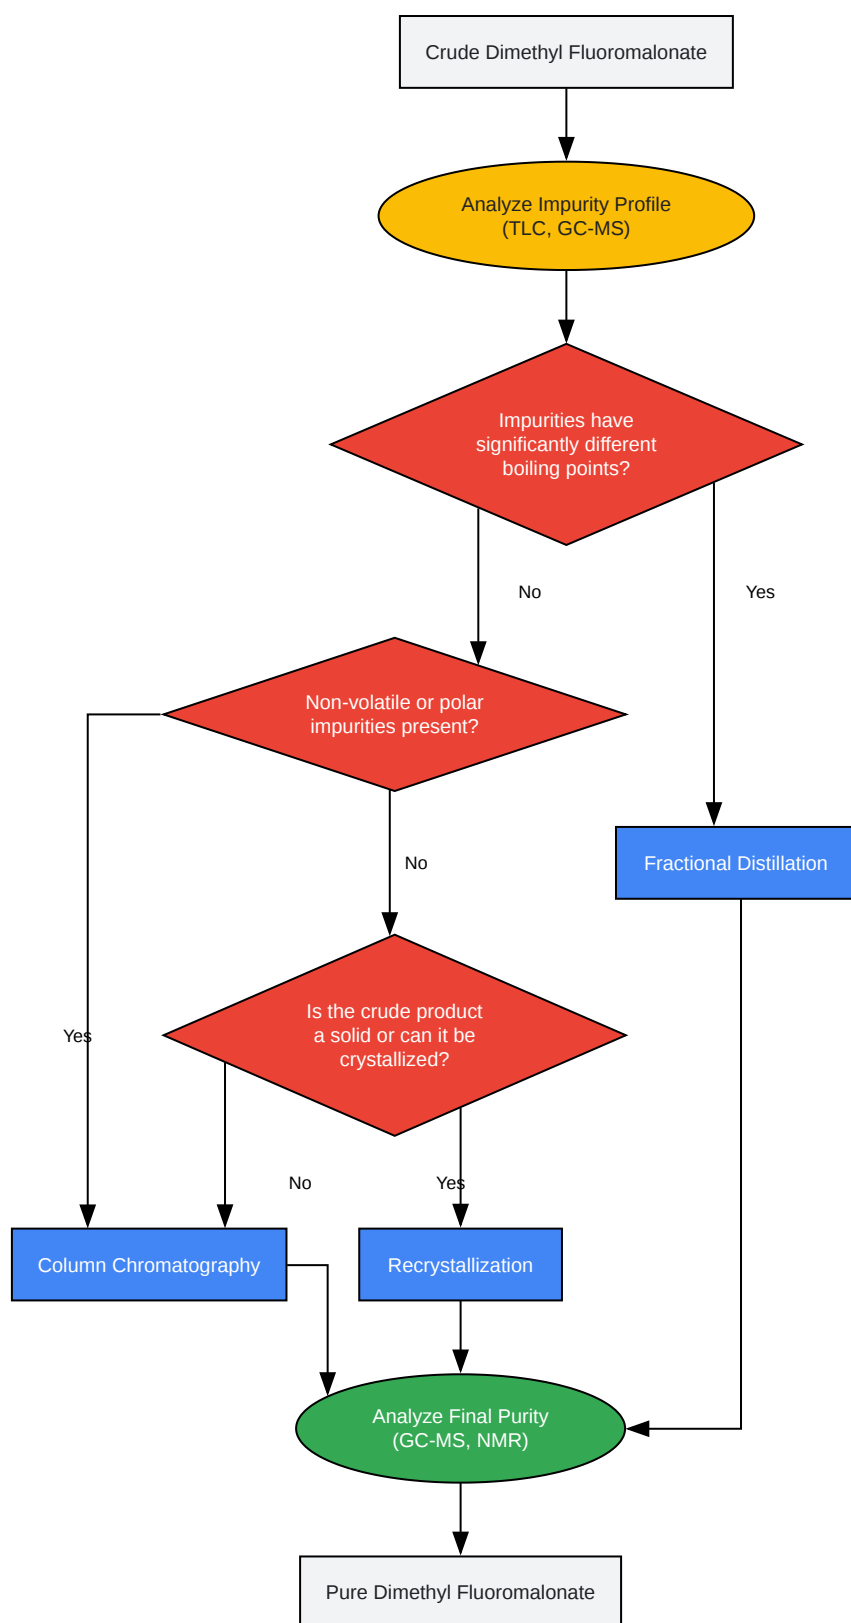 Crude Dimethyl Fluoromalonate
Analyze Impurity Profile
(TLC, GC-MS)
Impurities have
significantly different
boiling points?
No
Yes
Non-volatile or polar
impurities present?
No
Fractional Distillation
Is the crude product
a solid or can it be
crystallized?
Yes
No
Yes
Column Chromatography
Recrystallization
Analyze Final Purity
(GC-MS, NMR)
Pure Dimethyl Fluoromalonate